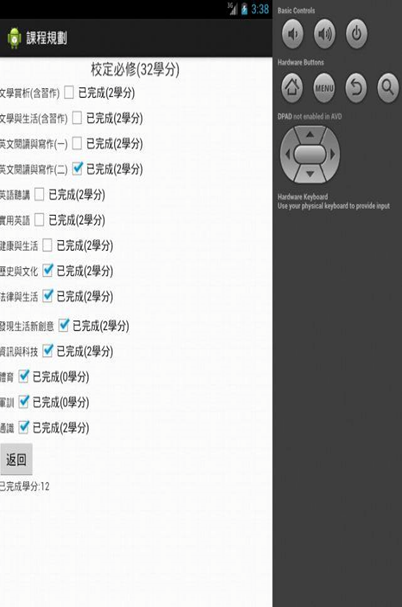 3G 3:38
課程規劃
校定必修(32學分)
文學賞析(含習作) 已完成(2學分)
文學與生活(含習作) 已完成(2學分)
英文閱讀與寫作(一) 已完成(2學分)
英文閱讀與寫作(二) 已完成(2學分)
英語聽講 已完成(2學分)
實用英語 已完成(2學分)
健康與生活 已完成(2學分)
歷史與文化 已完成(2學分)
法律與生活 已完成(2學分)
發現生活新創意 已完成(2學分)
資訊與科技 已完成(2學分)
體育 已完成(0學分)
軍訓 已完成(0學分)
通識 已完成(2學分)
返回
已完成學分:12
Basic Controls
Hardware Buttons
MENU
DPAD not enabled in AVD
Hardware Keyboard
Use your physical keyboard to provide input